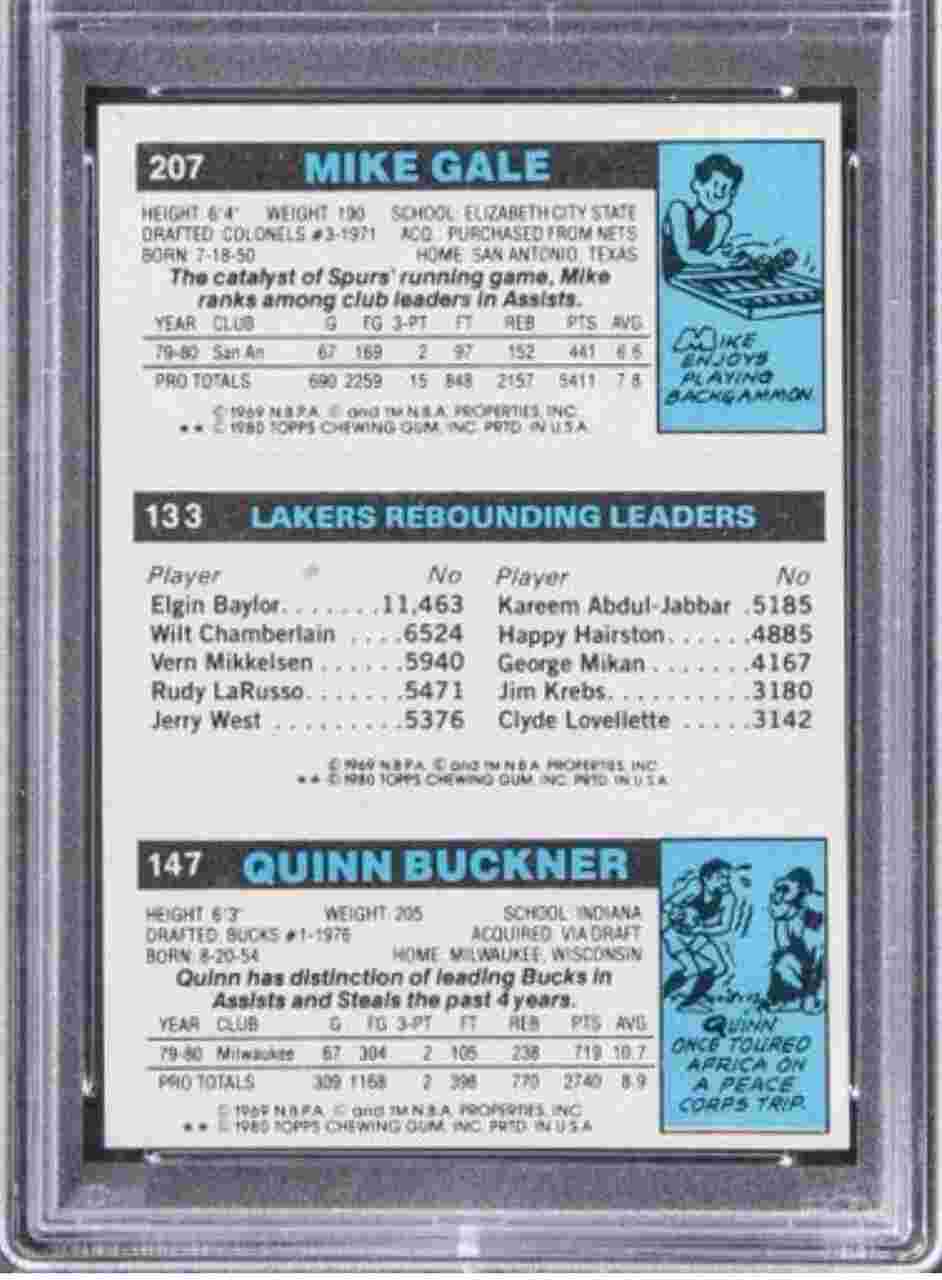 207 MIKE GALE
HEIGHT 6'4" WEIGHT 190 SCHOOL: ELIZABETH CITY STATE
DRAFTED: COLONELS #3-1971 ACQ: PURCHASED FROM NETS
BORN: 7-18-50 HOME: SAN ANTONIO, TEXAS
The catalyst of Spurs' running game, Mike
ranks among club leaders in Assists.
YEAR CLUB G FG 3-PT FT REB PTS AVG.
79-80 San An 67 169 2 97 152 441 6.6
PRO TOTALS 690 2259 15 848 2157 5411 7.8
© 1969 N.B.P.A. © and TM N.B.A. PROPERTIES, INC.
** © 1980 TOPPS CHEWING GUM, INC. PRTD. IN U.S.A.
MIKE
ENJOYS
PLAYING
BACKGAMMON.
133 LAKERS REBOUNDING LEADERS
Player No Player No
Elgin Baylor. . . . . . . .11,463 Kareem Abdul-Jabbar .5185
Wilt Chamberlain . . . .6524 Happy Hairston. . . . . .4885
Vern Mikkelsen . . . . . .5940 George Mikan . . . . . . .4167
Rudy LaRusso. . . . . . .5471 Jim Krebs. . . . . . . . . .3180
Jerry West . . . . . . . . .5376 Clyde Lovellette . . . . .3142
© 1969 N.B.P.A. © and TM N.B.A. PROPERTIES, INC.
** © 1980 TOPPS CHEWING GUM, INC. PRTD. IN U.S.A.
147 QUINN BUCKNER
HEIGHT 6'3" WEIGHT: 205 SCHOOL: INDIANA
DRAFTED: BUCKS #1-1976 ACQUIRED: VIA DRAFT
BORN: 8-20-54 HOME: MILWAUKEE, WISCONSIN
Quinn has distinction of leading Bucks in
Assists and Steals the past 4 years.
YEAR CLUB G FG 3-PT FT REB PTS AVG.
79-80 Milwaukee 67 304 2 105 238 719 10.7
PRO TOTALS 309 1168 2 398 770 2740 8.9
© 1969 N.B.P.A. © and TM N.B.A. PROPERTIES, INC.
** © 1980 TOPPS CHEWING GUM, INC. PRTD. IN U.S.A.
QUINN
ONCE TOURED
AFRICA ON
A PEACE
CORPS TRIP.